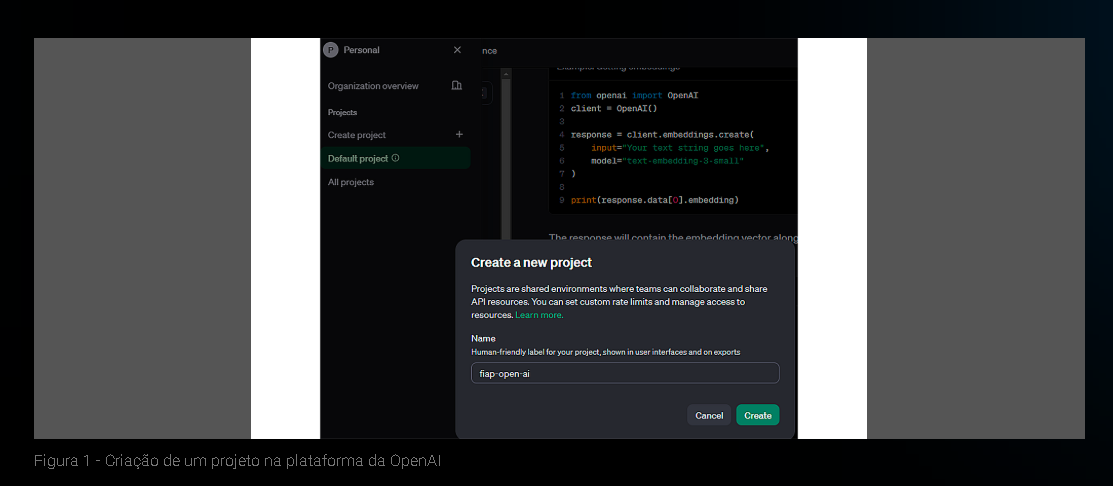 P Personal
nce
Organization overview
Projects
Create project
Default project
All projects
1 from openai import OpenAI
2 client = OpenAI()
3
4 response = client.embeddings.create(
5 input="Your text string goes here",
6 model="text-embedding-3-small"
7 )
8
9 print(response.data[0].embedding)
The response will contain the embedding vector along
Create a new project
Projects are shared environments where teams can collaborate and share
API resources. You can set custom rate limits and manage access to
resources. Learn more.
Name
Human-friendly label for your project, shown in user interfaces and on exports
fiap-open-ai
Cancel
Create
Figura 1 - Criação de um projeto na plataforma da OpenAI